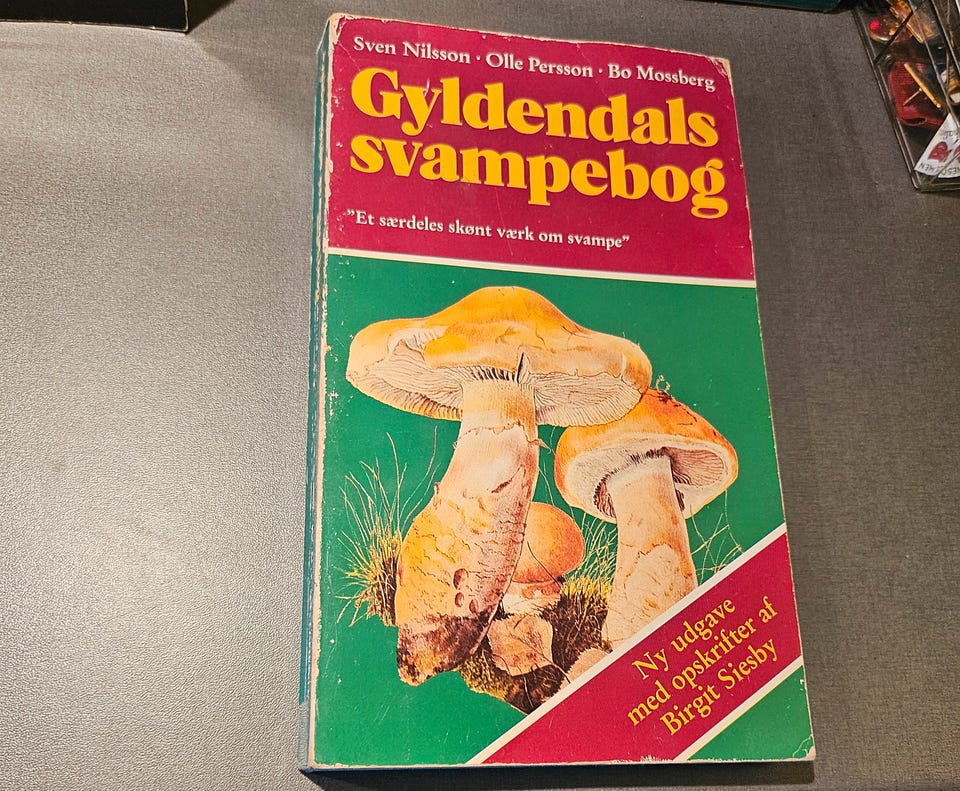 Sven Nilsson · Olle Persson · Bo Mossberg
Gyldendals
svampebog
”Et særdeles skønt værk om svampe”
Ny udgave
med opskrifter af
Birgit Siesby